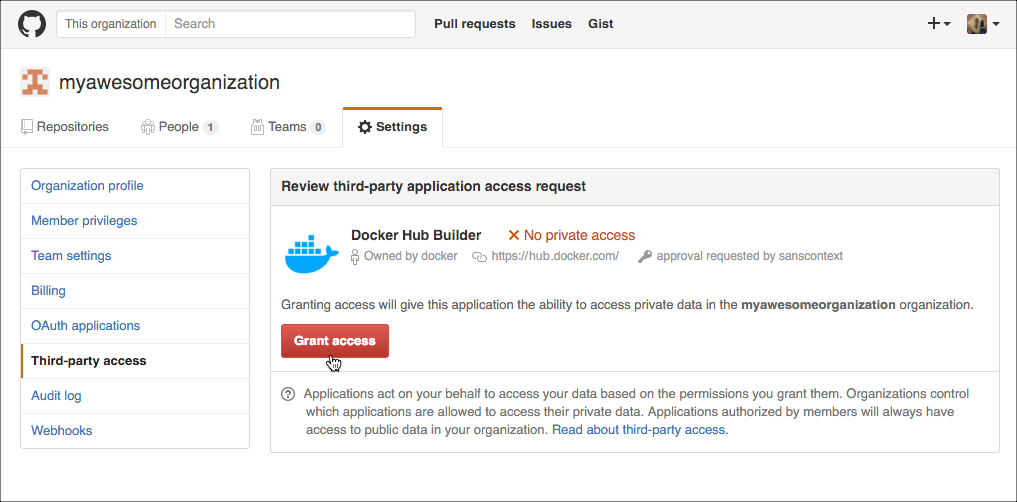 This organization Search Pull requests Issues Gist
myawesomeorganization
Repositories People 1 Teams 0 Settings
Organization profile
Member privileges
Team settings
Billing
OAuth applications
Third-party access
Audit log
Webhooks
Review third-party application access request
Docker Hub Builder No private access
Owned by docker https://hub.docker.com/ approval requested by sanscontext
Granting access will give this application the ability to access private data in the myawesomeorganization organization.
Grant access
Applications act on your behalf to access your data based on the permissions you grant them. Organizations control
which applications are allowed to access their private data. Applications authorized by members will always have
access to public data in your organization. Read about third-party access.